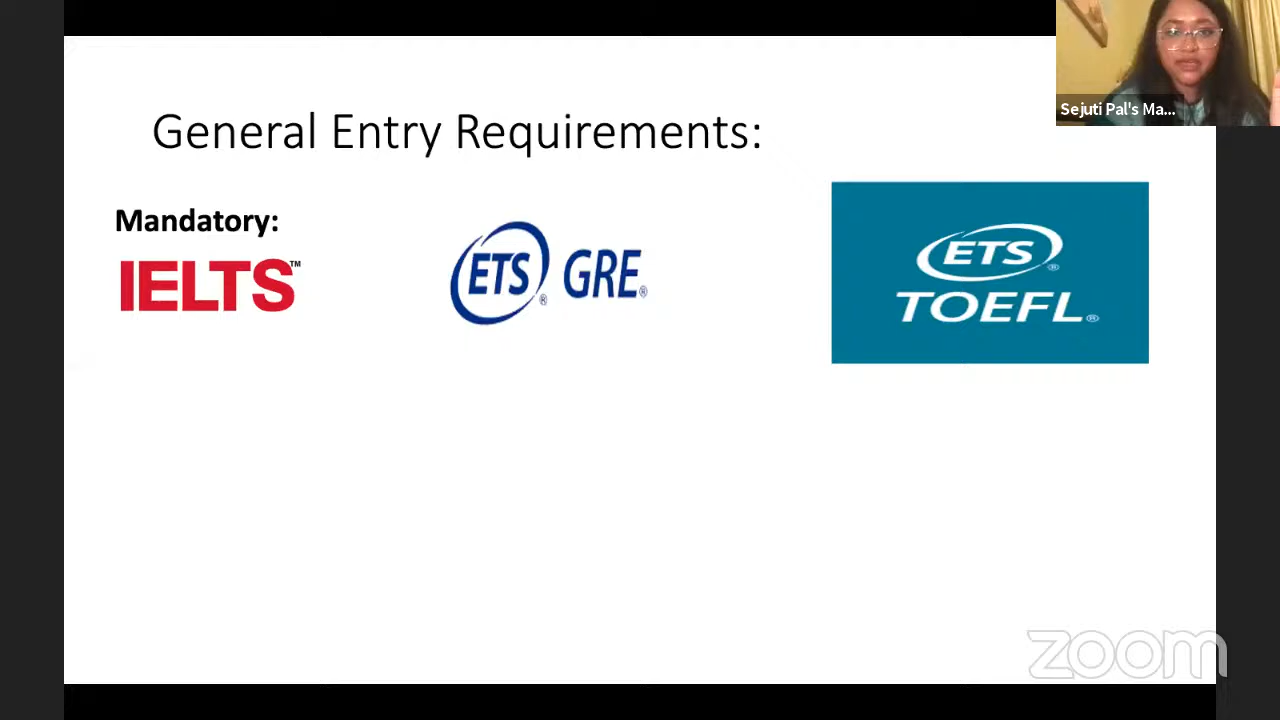 Sejuti Pal's Ma...
General Entry Requirements:
Mandatory:
IELTS™
ETS® GRE®
ETS®
TOEFL®
zoom